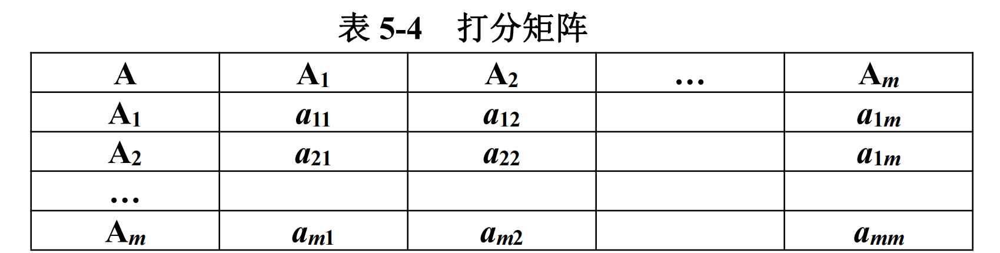 表 5-4 打分矩阵
A A1 A2 … Am
A1 a11 a12 a1m
A2 a21 a22 a1m
…
Am am1 am2 amm